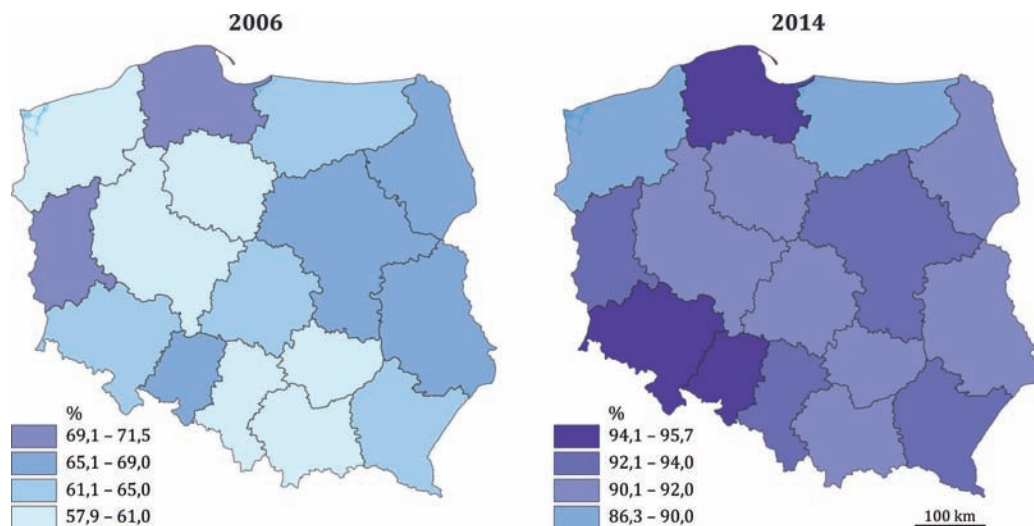 2006
2014
%
69,1 – 71,5
65,1 – 69,0
61,1 – 65,0
57,9 – 61,0
%
94,1 – 95,7
92,1 – 94,0
90,1 – 92,0
86,3 – 90,0
100 km